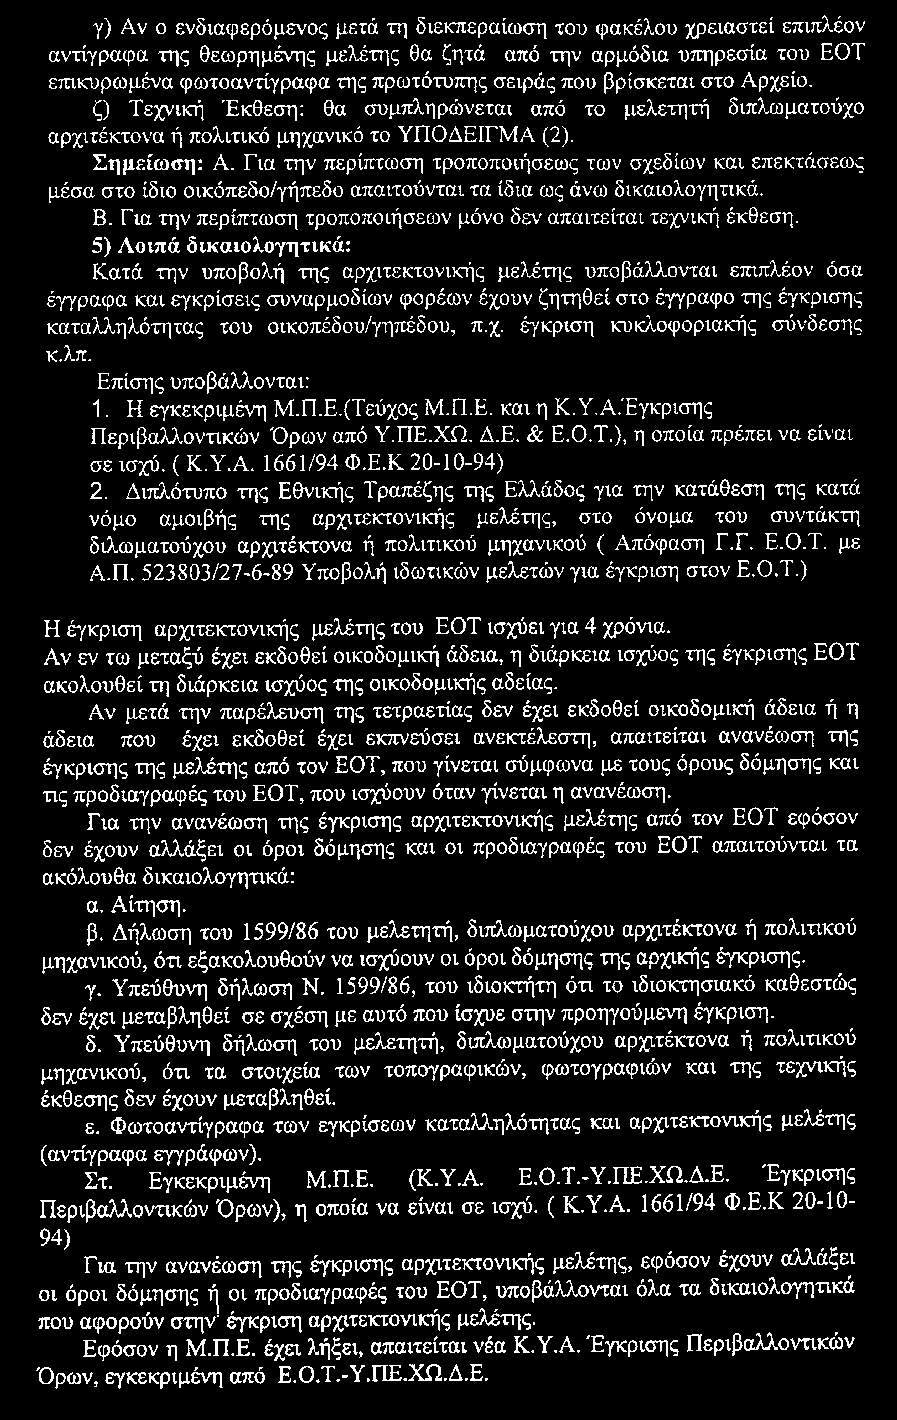 γ) Αν ο ενδιαφερόμενος μετά τη διεκπεραίωση του φακέλου χρειαστεί επιπλέον
αντίγραφα της θεωρημένης μελέτης θα ζητά από την αρμόδια υπηρεσία του ΕΟΤ
επικυρωμένα φωτοαντίγραφα της πρωτότυπης σειράς που βρίσκεται στο Αρχείο.
ζ) Τεχνική Έκθεση: θα συμπληρώνεται από το μελετητή διπλωματούχο
αρχιτέκτονα ή πολιτικό μηχανικό το ΥΠΟΔΕΙΓΜΑ (2).
Σημείωση: Α. Για την περίπτωση τροποποιήσεως των σχεδίων και επεκτάσεως
μέσα στο ίδιο οικόπεδο/γήπεδο απαιτούνται τα ίδια ως άνω δικαιολογητικά.
Β. Για την περίπτωση τροποποιήσεων μόνο δεν απαιτείται τεχνική έκθεση.
5) Λοιπά δικαιολογητικά:
Κατά την υποβολή της αρχιτεκτονικής μελέτης υποβάλλονται επιπλέον όσα
έγγραφα και εγκρίσεις συναρμοδίων φορέων έχουν ζητηθεί στο έγγραφο της έγκρισης
καταλληλότητας του οικοπέδου/γηπέδου, π.χ. έγκριση κυκλοφοριακής σύνδεσης
κ.λπ.
Επίσης υποβάλλονται:
1. Η εγκεκριμένη Μ.Π.Ε.(Τεύχος Μ.Π.Ε. και η Κ.Υ.Α.Έγκρισης
Περιβαλλοντικών Όρων από Υ.ΠΕ.ΧΩ. Δ.Ε. & Ε.Ο.Τ.), η οποία πρέπει να είναι
σε ισχύ. ( Κ.Υ.Α. 1661/94 Φ.Ε.Κ 20-10-94)
2. Διπλότυπο της Εθνικής Τραπέζης της Ελλάδος για την κατάθεση της κατά
νόμο αμοιβής της αρχιτεκτονικής μελέτης, στο όνομα του συντάκτη
διλωματούχου αρχιτέκτονα ή πολιτικού μηχανικού ( Απόφαση Γ.Γ. Ε.Ο.Τ. με
Α.Π. 523803/27-6-89 Υποβολή ιδωτικών μελετών για έγκριση στον Ε.Ο.Τ.)
Η έγκριση αρχιτεκτονικής μελέτης του ΕΟΤ ισχύει για 4 χρόνια.
Αν εν τω μεταξύ έχει εκδοθεί οικοδομική άδεια, η διάρκεια ισχύος της έγκρισης ΕΟΤ
ακολουθεί τη διάρκεια ισχύος της οικοδομικής αδείας.
Αν μετά την παρέλευση της τετραετίας δεν έχει εκδοθεί οικοδομική άδεια ή η
άδεια που έχει εκδοθεί έχει εκπνεύσει ανεκτέλεστη, απαιτείται ανανέωση της
έγκρισης της μελέτης από τον ΕΟΤ, που γίνεται σύμφωνα με τους όρους δόμησης και
τις προδιαγραφές του ΕΟΤ, που ισχύουν όταν γίνεται η ανανέωση.
Για την ανανέωση της έγκρισης αρχιτεκτονικής μελέτης από τον ΕΟΤ εφόσον
δεν έχουν αλλάξει οι όροι δόμησης και οι προδιαγραφές του ΕΟΤ απαιτούνται τα
ακόλουθα δικαιολογητικά:
α. Αίτηση.
β. Δήλωση του 1599/86 του μελετητή, διπλωματούχου αρχιτέκτονα ή πολιτικού
μηχανικού, ότι εξακολουθούν να ισχύουν οι όροι δόμησης της αρχικής έγκρισης.
γ. Υπεύθυνη δήλωση Ν. 1599/86, του ιδιοκτήτη ότι το ιδιοκτησιακό καθεστώς
δεν έχει μεταβληθεί σε σχέση με αυτό που ίσχυε στην προηγούμενη έγκριση.
δ. Υπεύθυνη δήλωση του μελετητή, διπλωματούχου αρχιτέκτονα ή πολιτικού
μηχανικού, ότι τα στοιχεία των τοπογραφικών, φωτογραφιών και της τεχνικής
έκθεσης δεν έχουν μεταβληθεί.
ε. Φωτοαντίγραφα των εγκρίσεων καταλληλότητας και αρχιτεκτονικής μελέτης
(αντίγραφα εγγράφων).
Στ. Εγκεκριμένη Μ.Π.Ε. (Κ.Υ.Α. Ε.Ο.Τ.-Υ.ΠΕ.ΧΩ.Δ.Ε. Έγκρισης
Περιβαλλοντικών Όρων), η οποία να είναι σε ισχύ. ( Κ.Υ.Α. 1661/94 Φ.Ε.Κ 20-10-
94)
Για την ανανέωση της έγκρισης αρχιτεκτονικής μελέτης, εφόσον έχουν αλλάξει
οι όροι δόμησης ή οι προδιαγραφές του ΕΟΤ, υποβάλλονται όλα τα δικαιολογητικά
που αφορούν στην έγκριση αρχιτεκτονικής μελέτης.
Εφόσον η Μ.Π.Ε. έχει λήξει, απαιτείται νέα Κ.Υ.Α. Έγκρισης Περιβαλλοντικών
Όρων, εγκεκριμένη από Ε.Ο.Τ.-Υ.ΠΕ.ΧΩ.Δ.Ε.